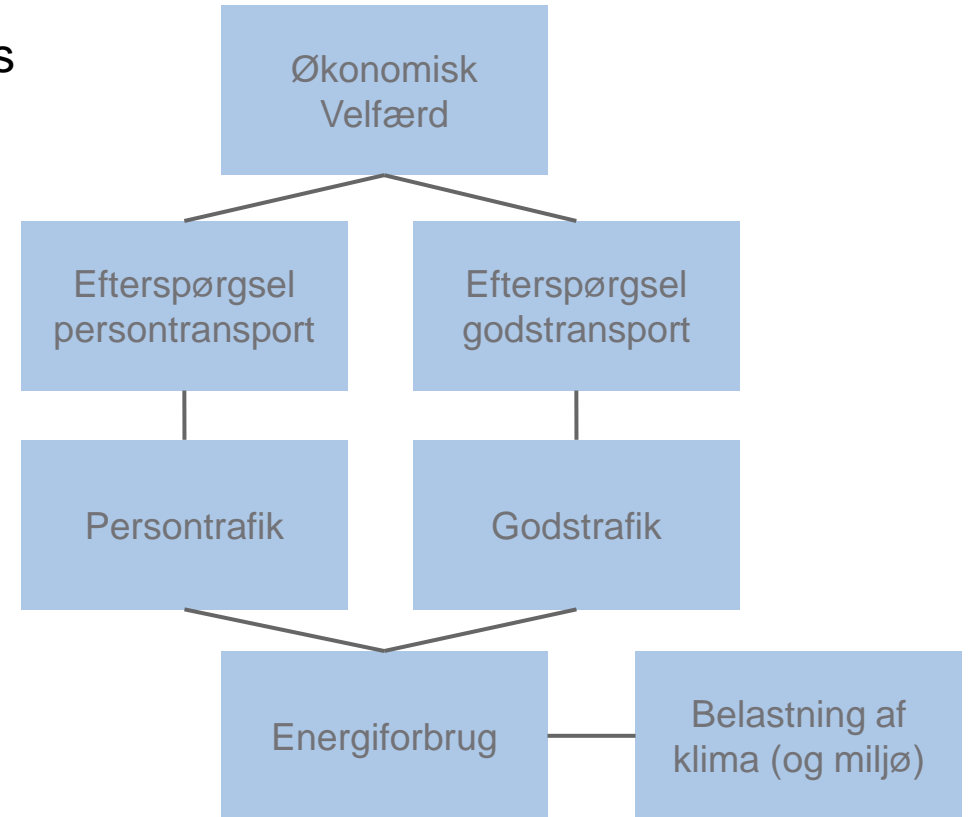 s
Økonomisk
Velfærd
Efterspørgsel
persontransport
Efterspørgsel
godstransport
Persontrafik
Godstrafik
Energiforbrug
Belastning af
klima (og miljø)